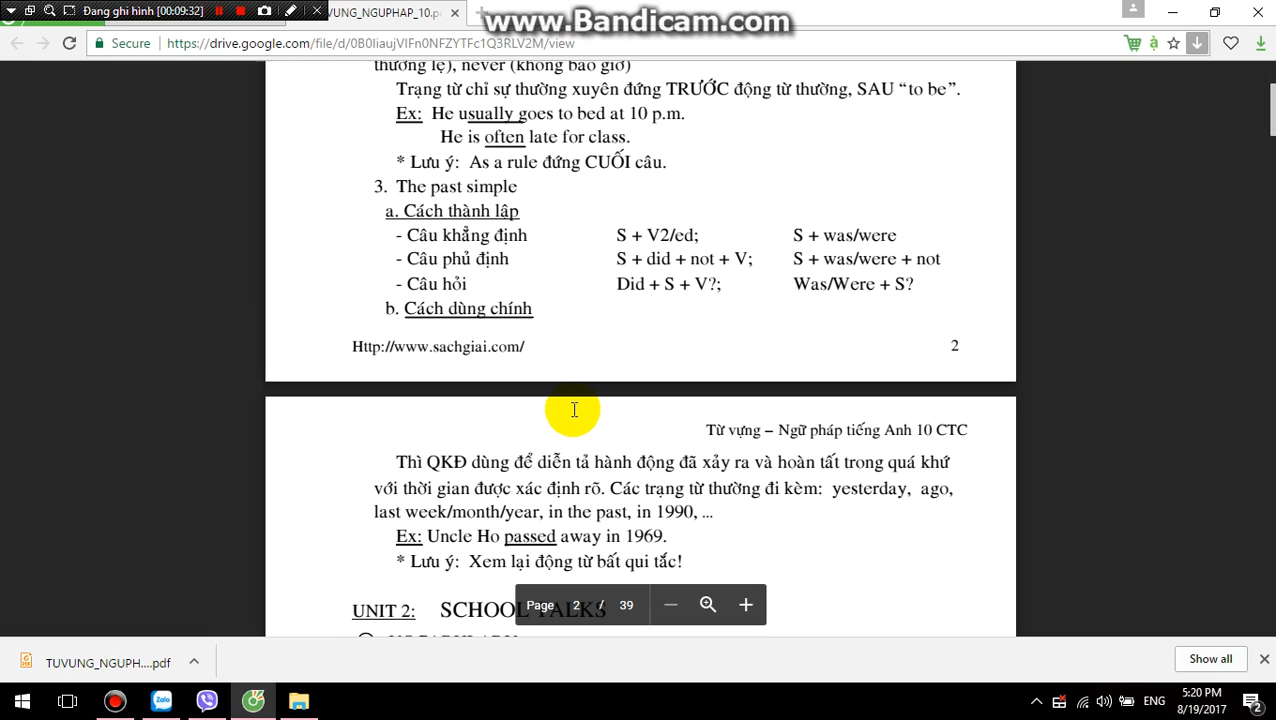 Đang ghi hình [00:09:32]
TUVUNG_NGUPHAP_10.p
www.Bandicam.com
Secure
https://drive.google.com/file/d/0B0IiaujVIFn0NFZYTFc1Q3RLV2M/view
thường lệ), never (không bao giờ)
Trạng từ chỉ sự thường xuyên đứng TRƯỚC động từ thường, SAU “to be”.
Ex: He usually goes to bed at 10 p.m.
He is often late for class.
* Lưu ý: As a rule đứng CUỐI câu.
3. The past simple
a. Cách thành lập
- Câu khẳng định S + V2/ed; S + was/were
- Câu phủ định S + did + not + V; S + was/were + not
- Câu hỏi Did + S + V?; Was/Were + S?
b. Cách dùng chính
Http://www.sachgiai.com/ 2
Từ vựng – Ngữ pháp tiếng Anh 10 CTC
Thì QKĐ dùng để diễn tả hành động đã xảy ra và hoàn tất trong quá khứ
với thời gian được xác định rõ. Các trạng từ thường đi kèm: yesterday, ago,
last week/month/year, in the past, in 1990, ...
Ex: Uncle Ho passed away in 1969.
* Lưu ý: Xem lại động từ bất qui tắc!
UNIT 2: SCHOOL TALKS
Page 2 / 39
TUVUNG_NGUPH....pdf
Show all
Zalo
ENG
5:20 PM
8/19/2017
2